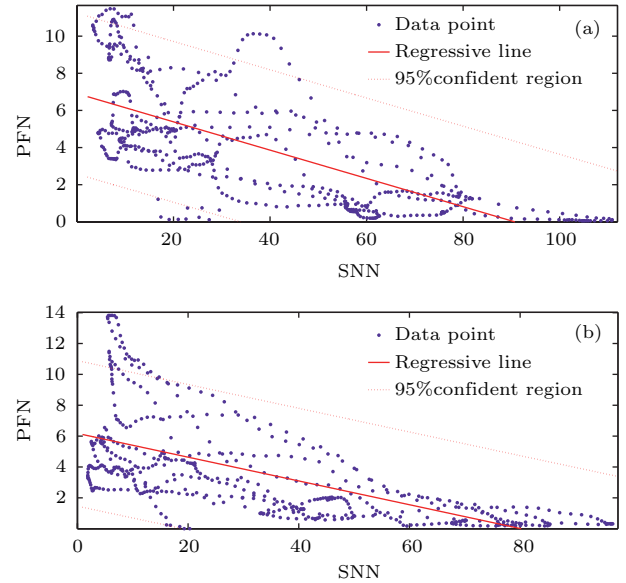 (a)
Data point
Regressive line
95%confident region
10
8
6
4
2
0
PFN
20
40
60
80
100
SNN
(b)
Data point
Regressive line
95%confident region
14
12
10
8
6
4
2
PFN
0
20
40
60
80
SNN